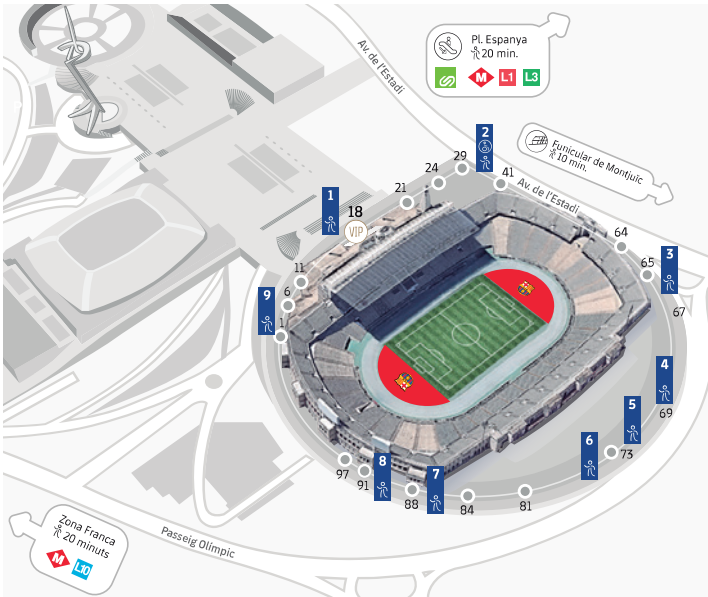 Pl. Espanya
20 min.
M L1 L3
Av. de l'Estadi
2
Funicular de Montjuïc
10 min.
29
24
41
Av. de l'Estadi
21
1
18
VIP
64
3
65
11
6
9
67
1
4
5
69
6
73
97
8
91
7
88
84
81
Zona Franca
20 minuts
M L10
Passeig Olímpic